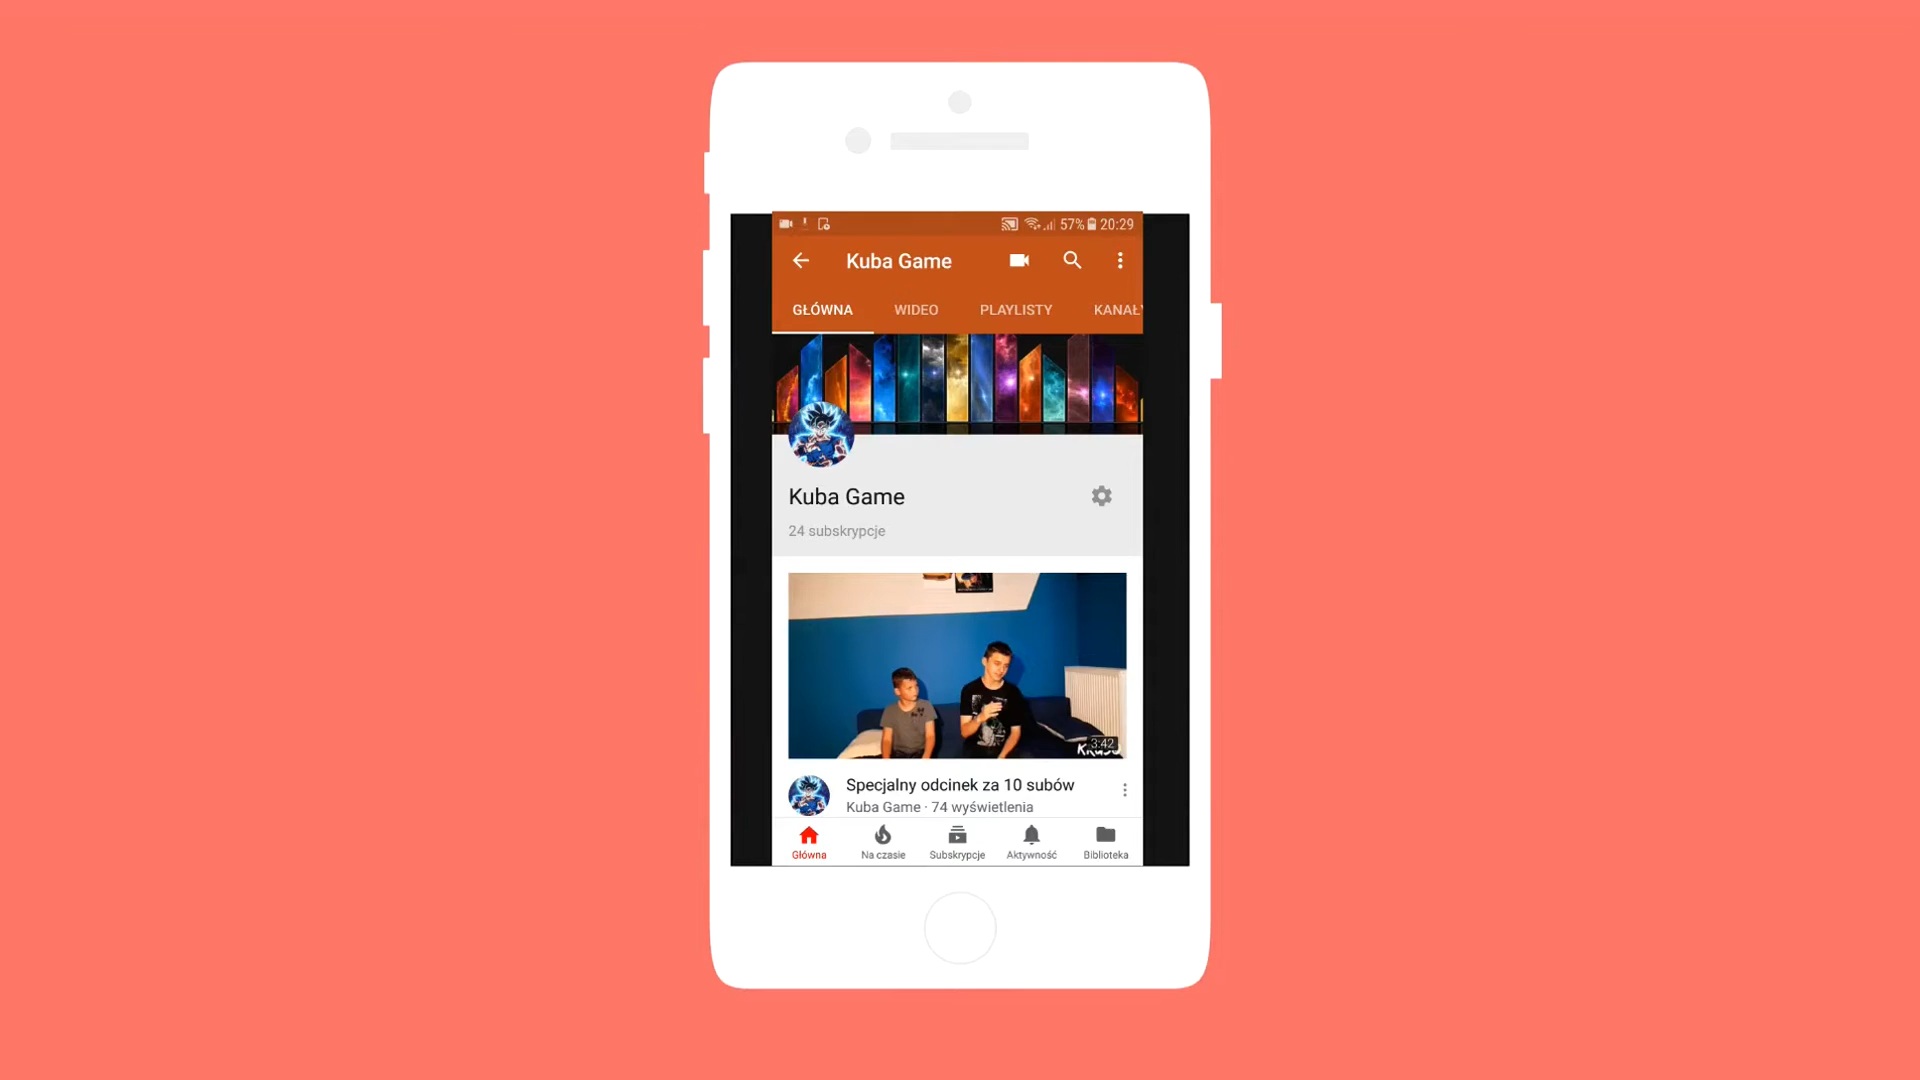 57% 20:29
Kuba Game
GŁÓWNA WIDEO PLAYLISTY KANAŁY
Kuba Game
24 subskrypcje
3:42
Specjalny odcinek za 10 subów
Kuba Game · 74 wyświetlenia
Główna Na czasie Subskrypcje Aktywność Biblioteka